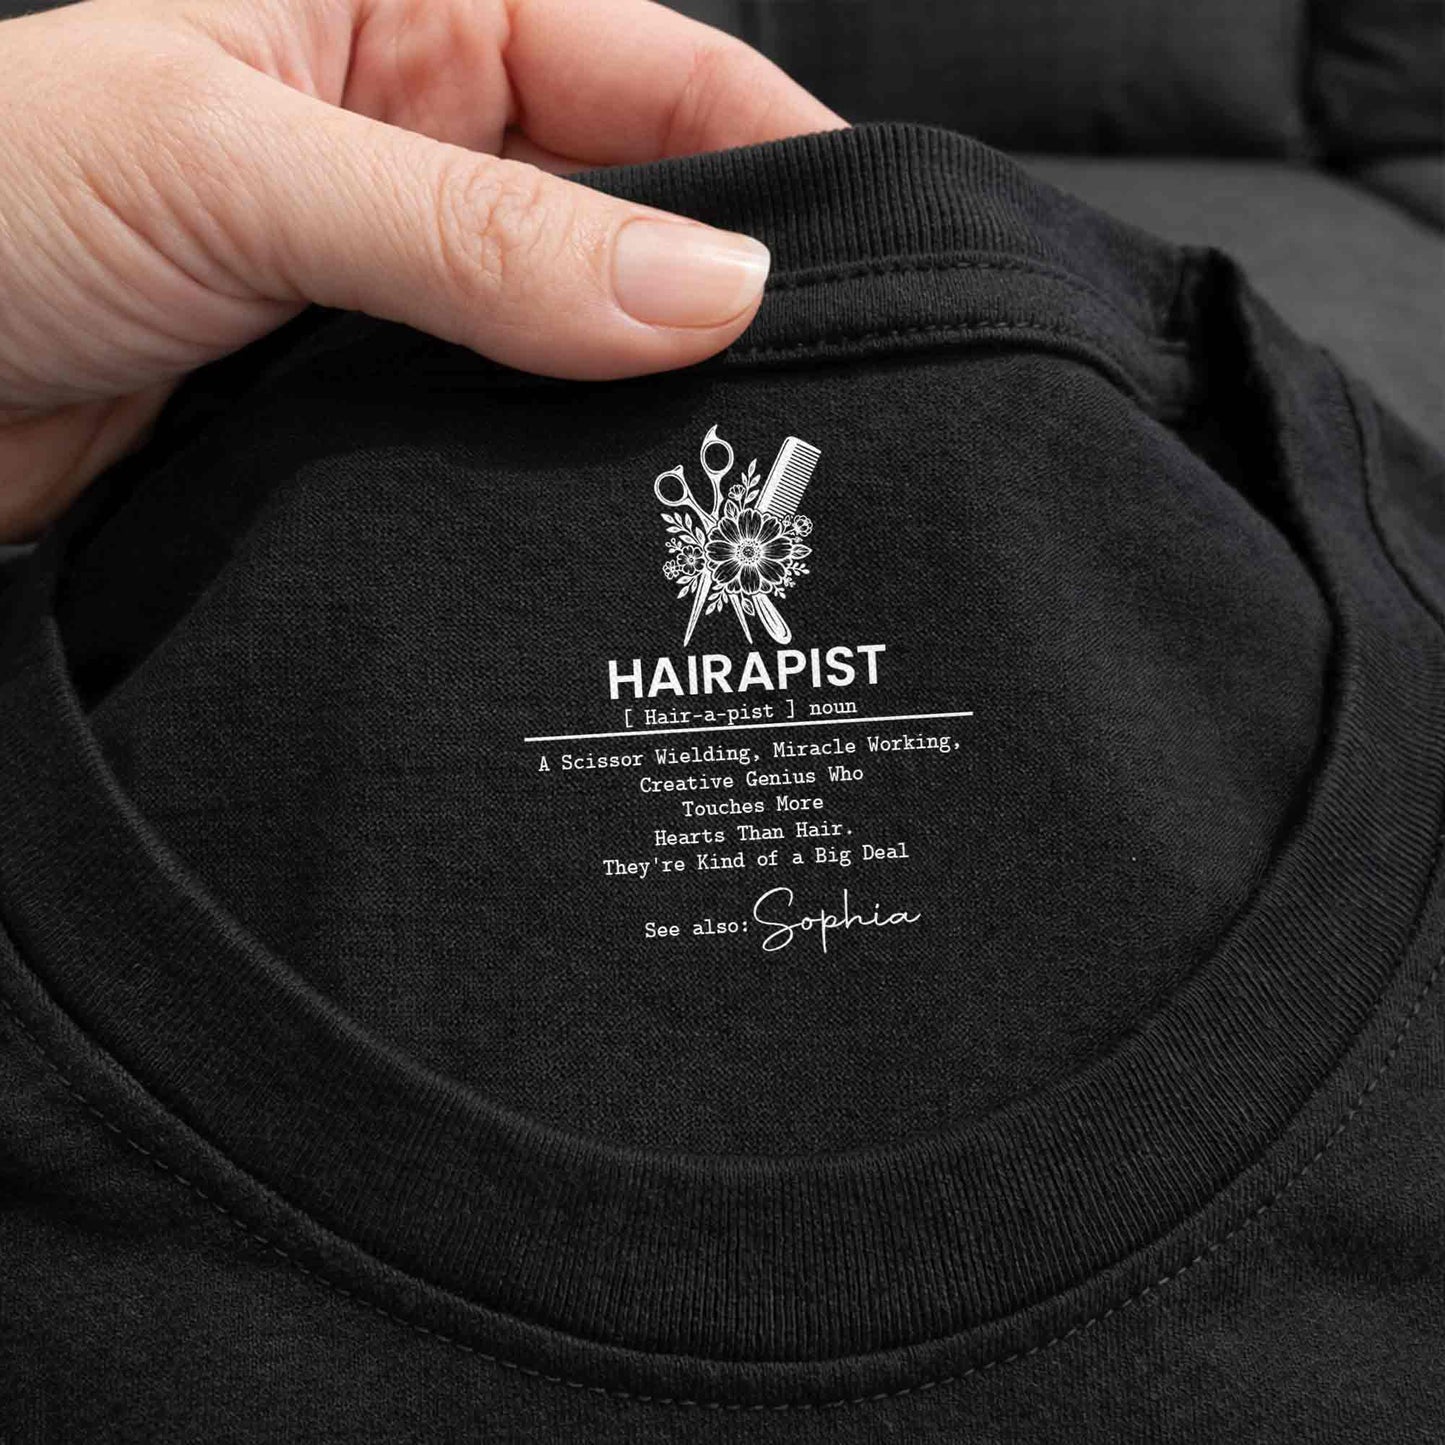 HAIRAPIST
[ Hair-a-pist ] noun
A Scissor Wielding, Miracle Working,
Creative Genius Who
Touches More
Hearts Than Hair.
They're Kind of a Big Deal
See also: Sophia